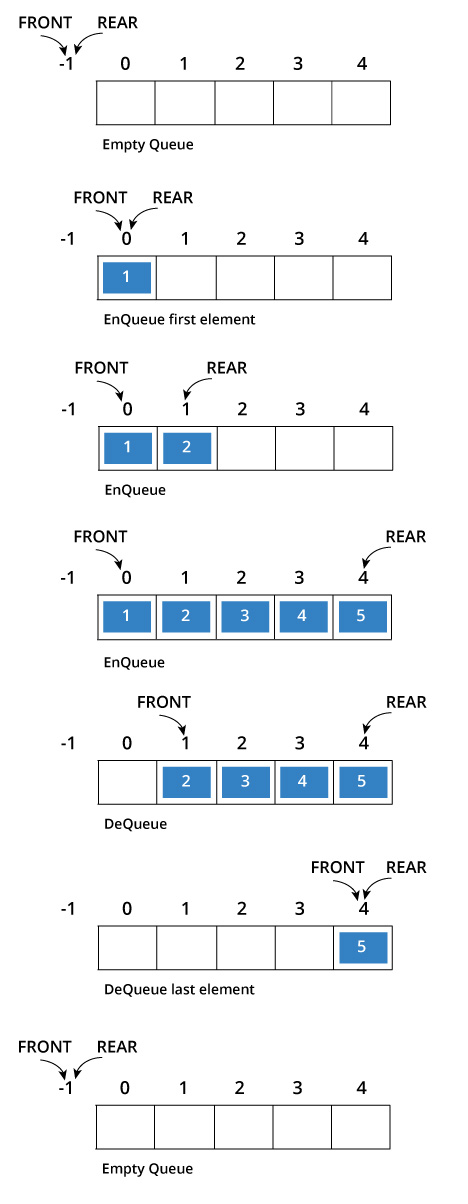 FRONT REAR
-1 0 1 2 3 4
Empty Queue
FRONT REAR
-1 0 1 2 3 4
1
EnQueue first element
FRONT REAR
-1 0 1 2 3 4
1 2
EnQueue
FRONT REAR
-1 0 1 2 3 4
1 2 3 4 5
EnQueue
FRONT REAR
-1 0 1 2 3 4
2 3 4 5
DeQueue
FRONT REAR
-1 0 1 2 3 4
5
DeQueue last element
FRONT REAR
-1 0 1 2 3 4
Empty Queue